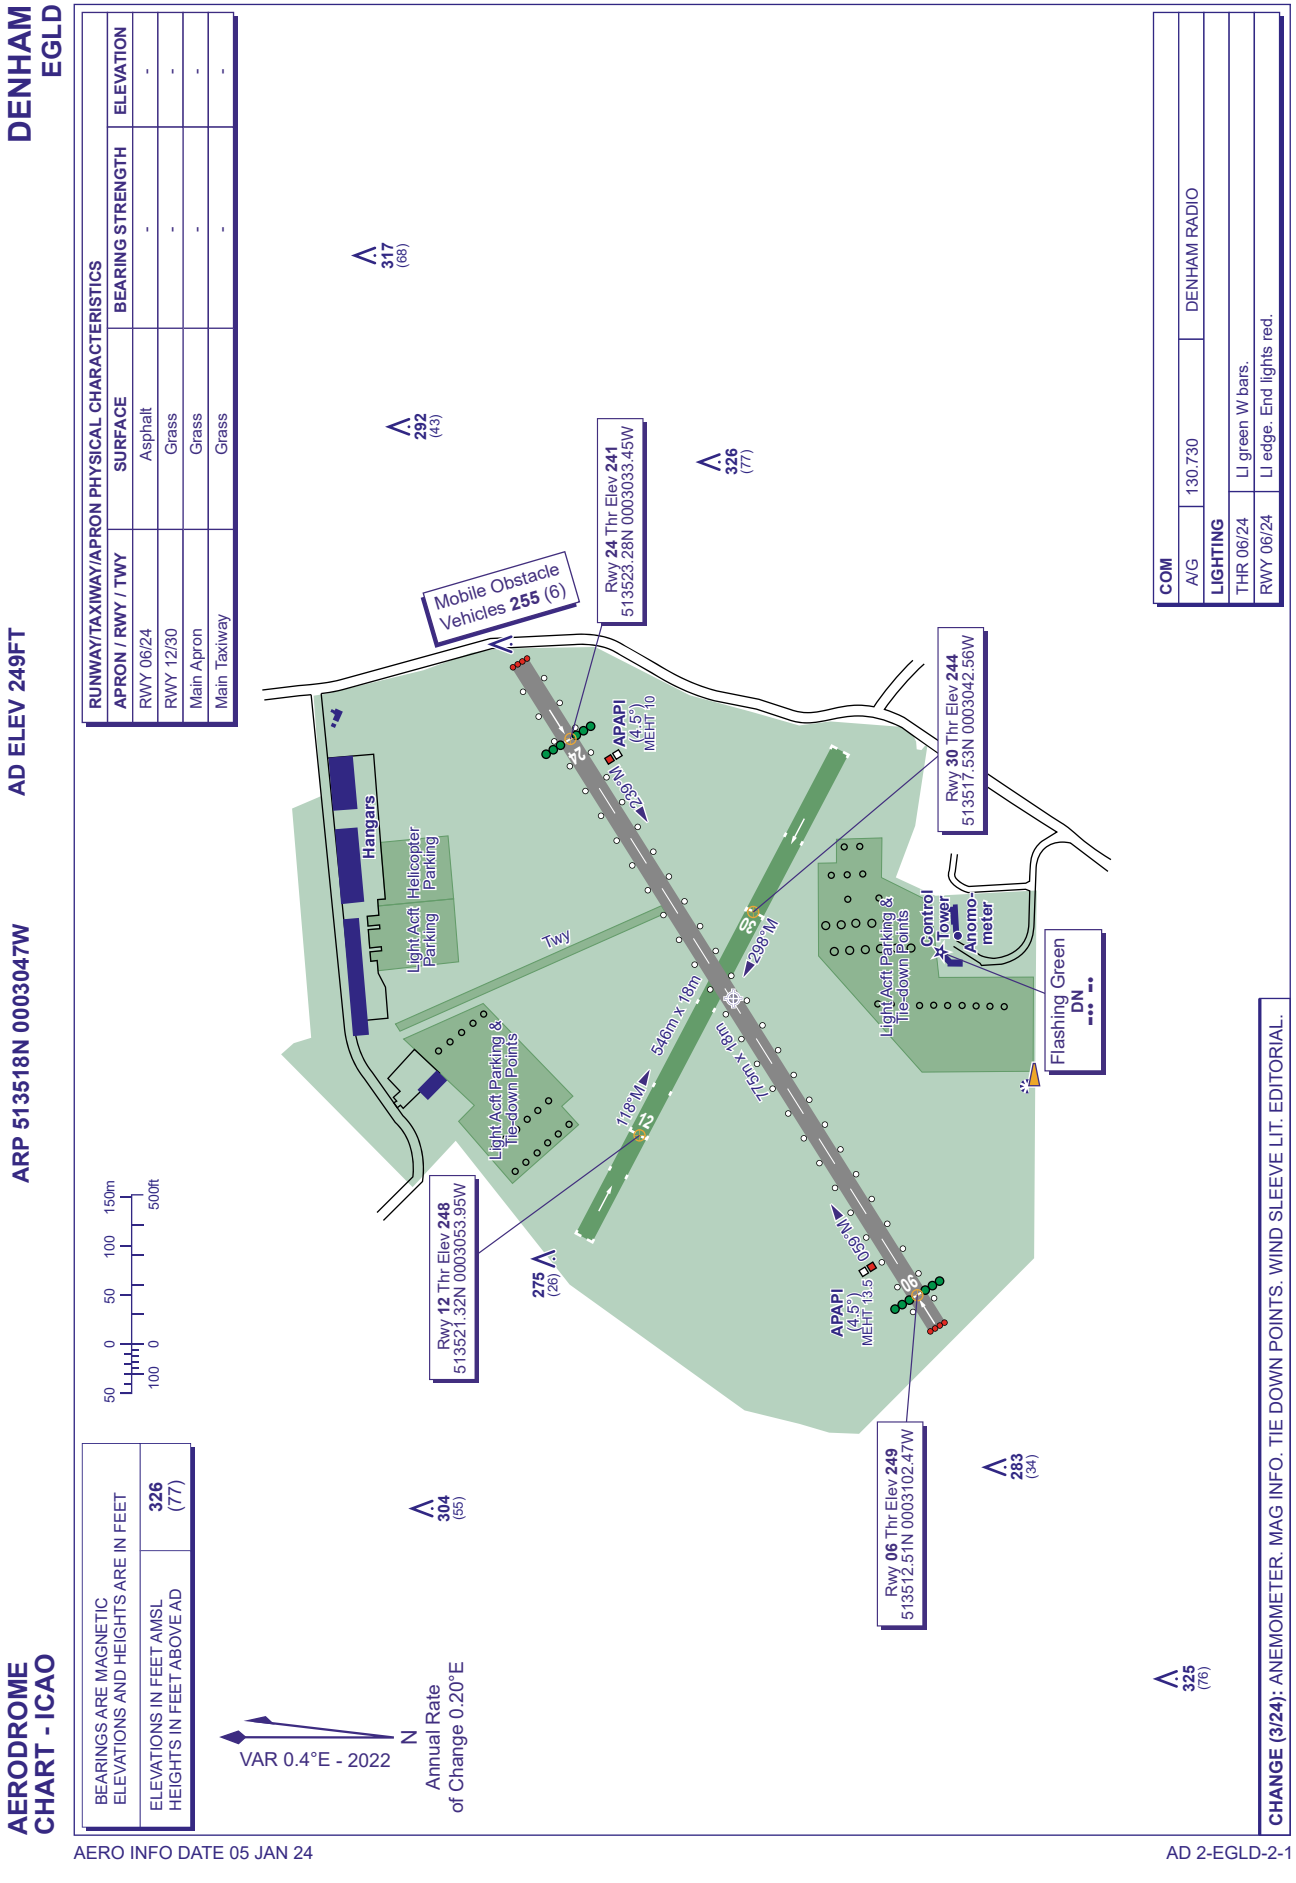 AERODROME
CHART - ICAO
ARP 513518N 0003047W
AD ELEV 249FT
DENHAM
EGLD
BEARINGS ARE MAGNETIC
ELEVATIONS AND HEIGHTS ARE IN FEET
ELEVATIONS IN FEET AMSL
HEIGHTS IN FEET ABOVE AD
326
(77)
50 0 50 100 150m
100 0 500ft
VAR 0.4°E - 2022
N
Annual Rate
of Change 0.20°E
RUNWAY/TAXIWAY/APRON PHYSICAL CHARACTERISTICS
APRON / RWY / TWY SURFACE BEARING STRENGTH ELEVATION
RWY 06/24 Asphalt - -
RWY 12/30 Grass - -
Main Apron Grass - -
Main Taxiway Grass - -
317
(68)
292
(43)
326
(77)
304
(55)
275
(26)
283
(34)
325
(76)
Mobile Obstacle
Vehicles 255 (6)
Rwy 24 Thr Elev 241
513523.28N 0003033.45W
Rwy 30 Thr Elev 244
513517.53N 0003042.56W
Rwy 12 Thr Elev 248
513521.32N 0003053.95W
Rwy 06 Thr Elev 249
513512.51N 0003102.47W
Hangars
Helicopter
Parking
Light Acft
Parking
Twy
Light Acft Parking &
Tie-down Points
APAPI
(4.5°)
MEHT 10
24
239°M
30
298°M
546m x 18m
775m x 18m
118°M
12
059°M
06
APAPI
(4.5°)
MEHT 13.5
Light Acft Parking &
Tie-down Points
Control
Tower
Anomo-
meter
Flashing Green
DN
COM
A/G 130.730 DENHAM RADIO
LIGHTING
THR 06/24 LI green W bars.
RWY 06/24 LI edge. End lights red.
CHANGE (3/24): ANEMOMETER. MAG INFO. TIE DOWN POINTS. WIND SLEEVE LIT. EDITORIAL.
AERO INFO DATE 05 JAN 24
AD 2-EGLD-2-1